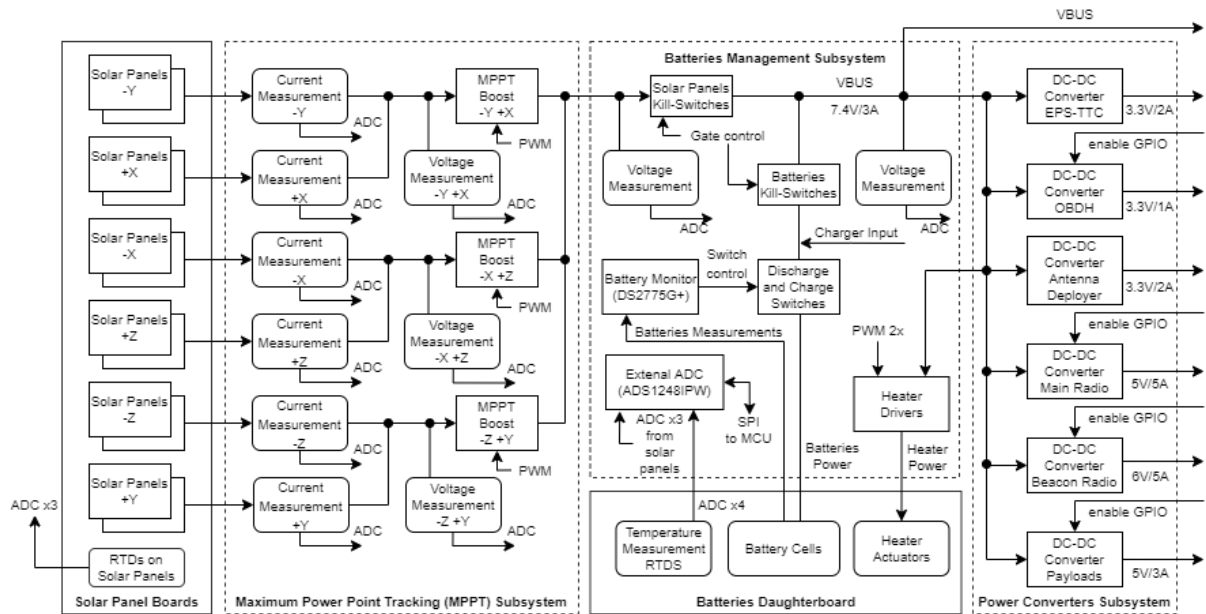 VBUS
Solar Panels
-Y
Current
Measurement
-Y
ADC
MPPT
Boost
-Y +X
PWM
Solar Panels
+X
Current
Measurement
+X
ADC
Voltage
Measurement
-Y +X
ADC
Solar Panels
-X
Current
Measurement
-X
ADC
MPPT
Boost
-X +Z
PWM
Solar Panels
+Z
Current
Measurement
+Z
ADC
Voltage
Measurement
-X +Z
ADC
Solar Panels
-Z
Current
Measurement
-Z
ADC
MPPT
Boost
-Z +Y
PWM
Solar Panels
+Y
Current
Measurement
+Y
ADC
Voltage
Measurement
-Z +Y
ADC
ADC x3
RTDs on
Solar Panels
Solar Panel Boards
Maximum Power Point Tracking (MPPT) Subsystem
Batteries Management Subsystem
Solar Panels
Kill-Switches
VBUS
7.4V/3A
Gate control
Voltage
Measurement
ADC
Batteries
Kill-Switches
Voltage
Measurement
ADC
Charger Input
Battery Monitor
(DS2775G+)
Switch
control
Discharge
and Charge
Switches
Batteries Measurements
PWM 2x
Extenal ADC
(ADS1248IPW)
ADC x3
from
solar
panels
SPI
to MCU
Heater
Drivers
Batteries
Power
Heater
Power
ADC x4
Temperature
Measurement
RTDS
Battery Cells
Heater
Actuators
Batteries Daughterboard
DC-DC
Converter
EPS-TTC
3.3V/2A
enable GPIO
DC-DC
Converter
OBDH
3.3V/1A
DC-DC
Converter
Antenna
Deployer
3.3V/2A
enable GPIO
DC-DC
Converter
Main Radio
5V/5A
enable GPIO
DC-DC
Converter
Beacon Radio
6V/5A
enable GPIO
DC-DC
Converter
Payloads
5V/3A
Power Converters Subsystem